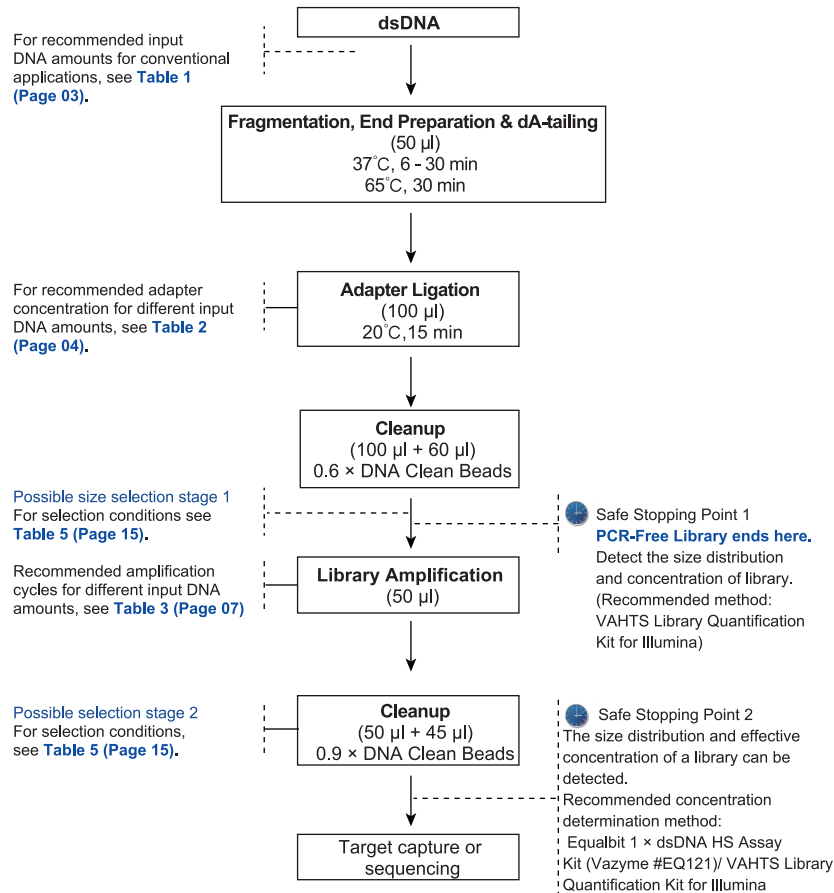 dsDNA
For recommended input
DNA amounts for conventional
applications, see Table 1
(Page 03).
Fragmentation, End Preparation & dA-tailing
(50 µl)
37°C, 6 - 30 min
65°C, 30 min
For recommended adapter
concentration for different input
DNA amounts, see Table 2
(Page 04).
Adapter Ligation
(100 µl)
20°C,15 min
Cleanup
(100 µl + 60 µl)
0.6 × DNA Clean Beads
Possible size selection stage 1
For selection conditions see
Table 5 (Page 15).
Safe Stopping Point 1
PCR-Free Library ends here.
Detect the size distribution
and concentration of library.
(Recommended method:
VAHTS Library Quantification
Kit for Illumina)
Recommended amplification
cycles for different input DNA
amounts, see Table 3 (Page 07)
Library Amplification
(50 µl)
Possible selection stage 2
For selection conditions,
see Table 5 (Page 15).
Cleanup
(50 µl + 45 µl)
0.9 × DNA Clean Beads
Safe Stopping Point 2
The size distribution and effective
concentration of a library can be
detected.
Recommended concentration
determination method:
Equalbit 1 × dsDNA HS Assay
Kit (Vazyme #EQ121)/ VAHTS Library
Quantification Kit for Illumina
Target capture or
sequencing